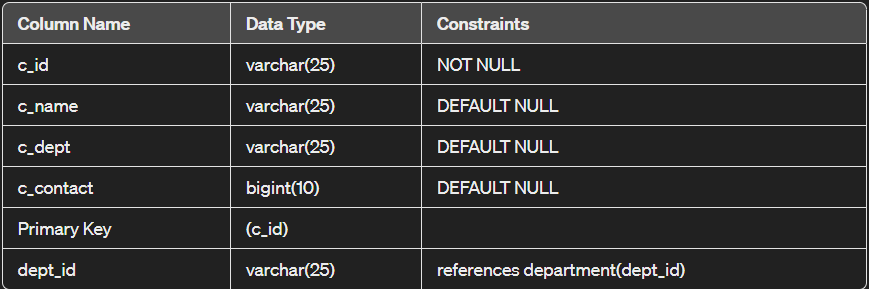 Column Name Data Type Constraints
c_id varchar(25) NOT NULL
c_name varchar(25) DEFAULT NULL
c_dept varchar(25) DEFAULT NULL
c_contact bigint(10) DEFAULT NULL
Primary Key (c_id)
dept_id varchar(25) references department(dept_id)